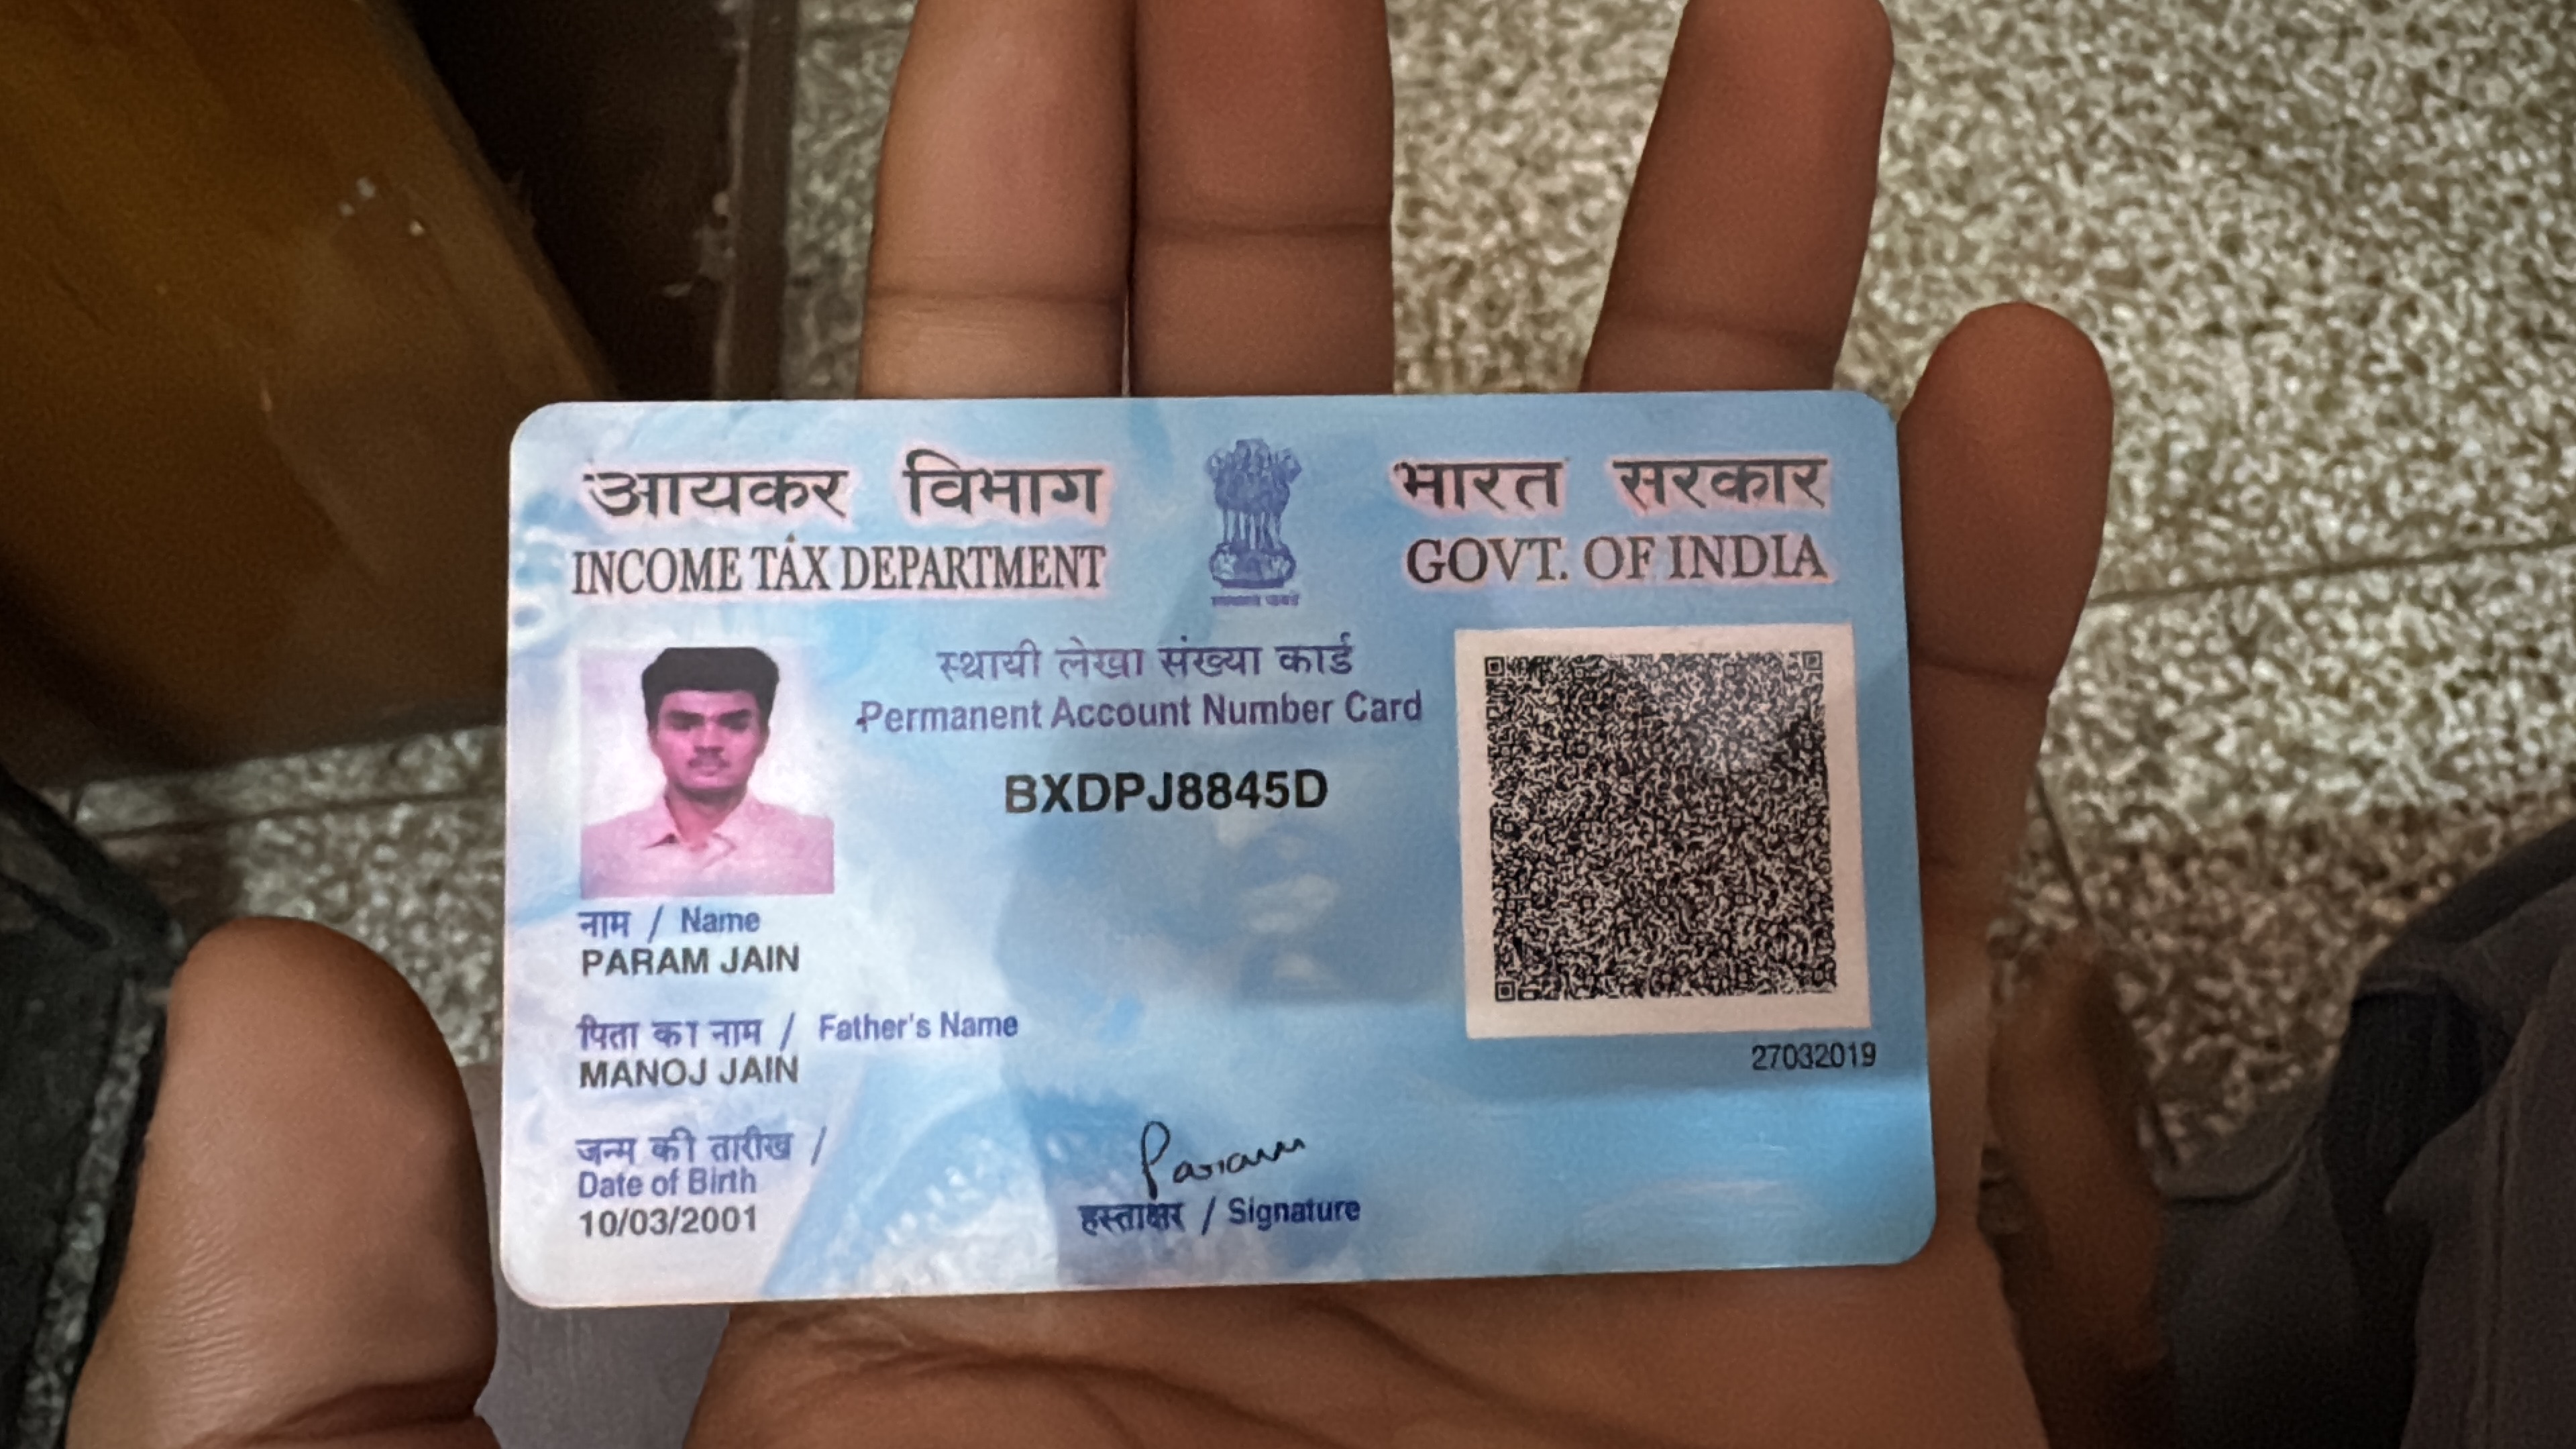 आयकर विभाग
INCOME TAX DEPARTMENT
भारत सरकार
GOVT. OF INDIA
स्थायी लेखा संख्या कार्ड
Permanent Account Number Card
BXDPJ8845D
नाम / Name
PARAM JAIN
पिता का नाम / Father's Name
MANOJ JAIN
27032019
जन्म की तारीख /
Date of Birth
10/03/2001
Param
हस्ताक्षर / Signature